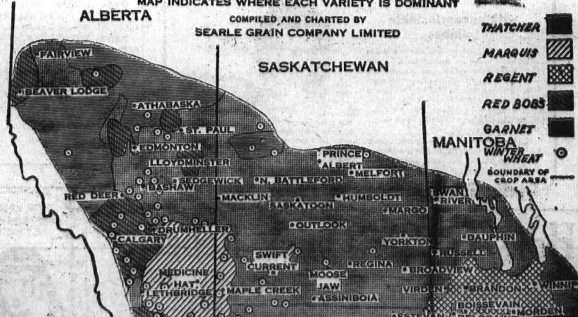 MAP INDICATES WHERE EACH VARIETY IS DOMINANT
ALBERTA
COMPILED AND CHARTED BY
SEARLE GRAIN COMPANY LIMITED
SASKATCHEWAN
THATCHER
MARQUIS
REGENT
RED BOBS
GARNET
MANITOBA
WINTER WHEAT
BOUNDARY OF CROP AREA
FAIRVIEW
BEAVER LODGE
ATHABASKA
ST. PAUL
EDMONTON
LLOYDMINSTER
PRINCE
ALBERT
MELFORT
RED DEER
BASHAW
SEDGEWICK
N. BATTLEFORD
MACKLIN
SASKATOON
HUMBOLDT
MARGO
SWAN
RIVER
DRUMHELLER
CALGARY
OUTLOOK
YORKTON
DAUPHIN
RUSSELL
MEDICINE
HAT
LETHBRIDGE
SWIFT
CURRENT
MAPLE CREEK
MOOSE
JAW
REGINA
ASSINIBOIA
BROADVIEW
VIRDEN
BRANDON
WINNI
BOISSEVAIN
MORDEN
ESTEVAN